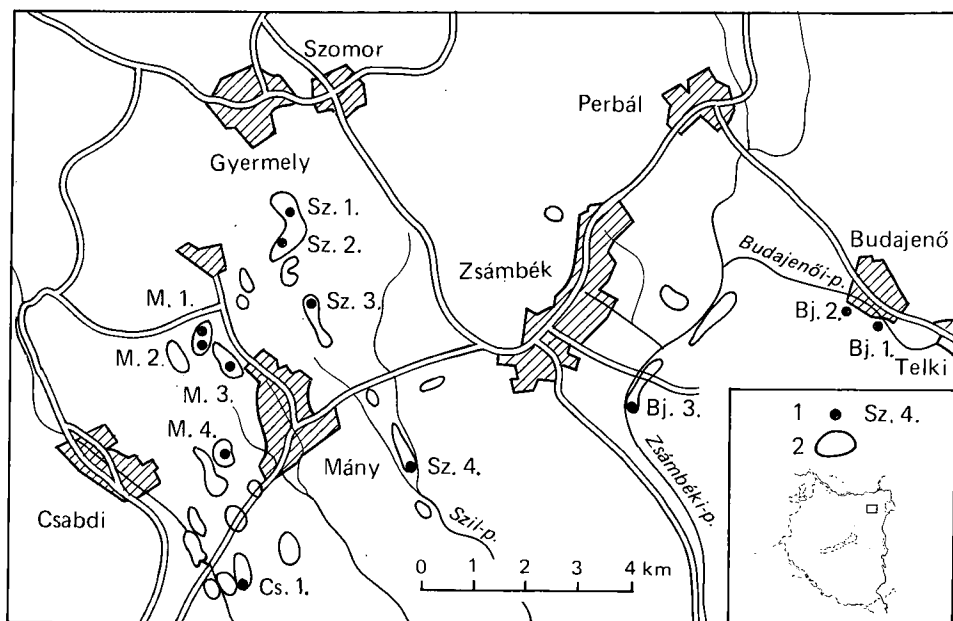 Szomor
Perbál
Gyermely
Sz. 1.
Sz. 2.
Zsámbék
Budajenői-p.
Budajenő
M. 1.
Sz. 3.
Bj. 2.
M. 2.
Bj. 1.
Telki
M. 3.
Bj. 3.
1 Sz. 4.
M. 4.
2
Mány
Sz. 4.
Zsámbéki-p.
Csabdi
Szil-p.
Cs. 1.
0 1 2 3 4 km